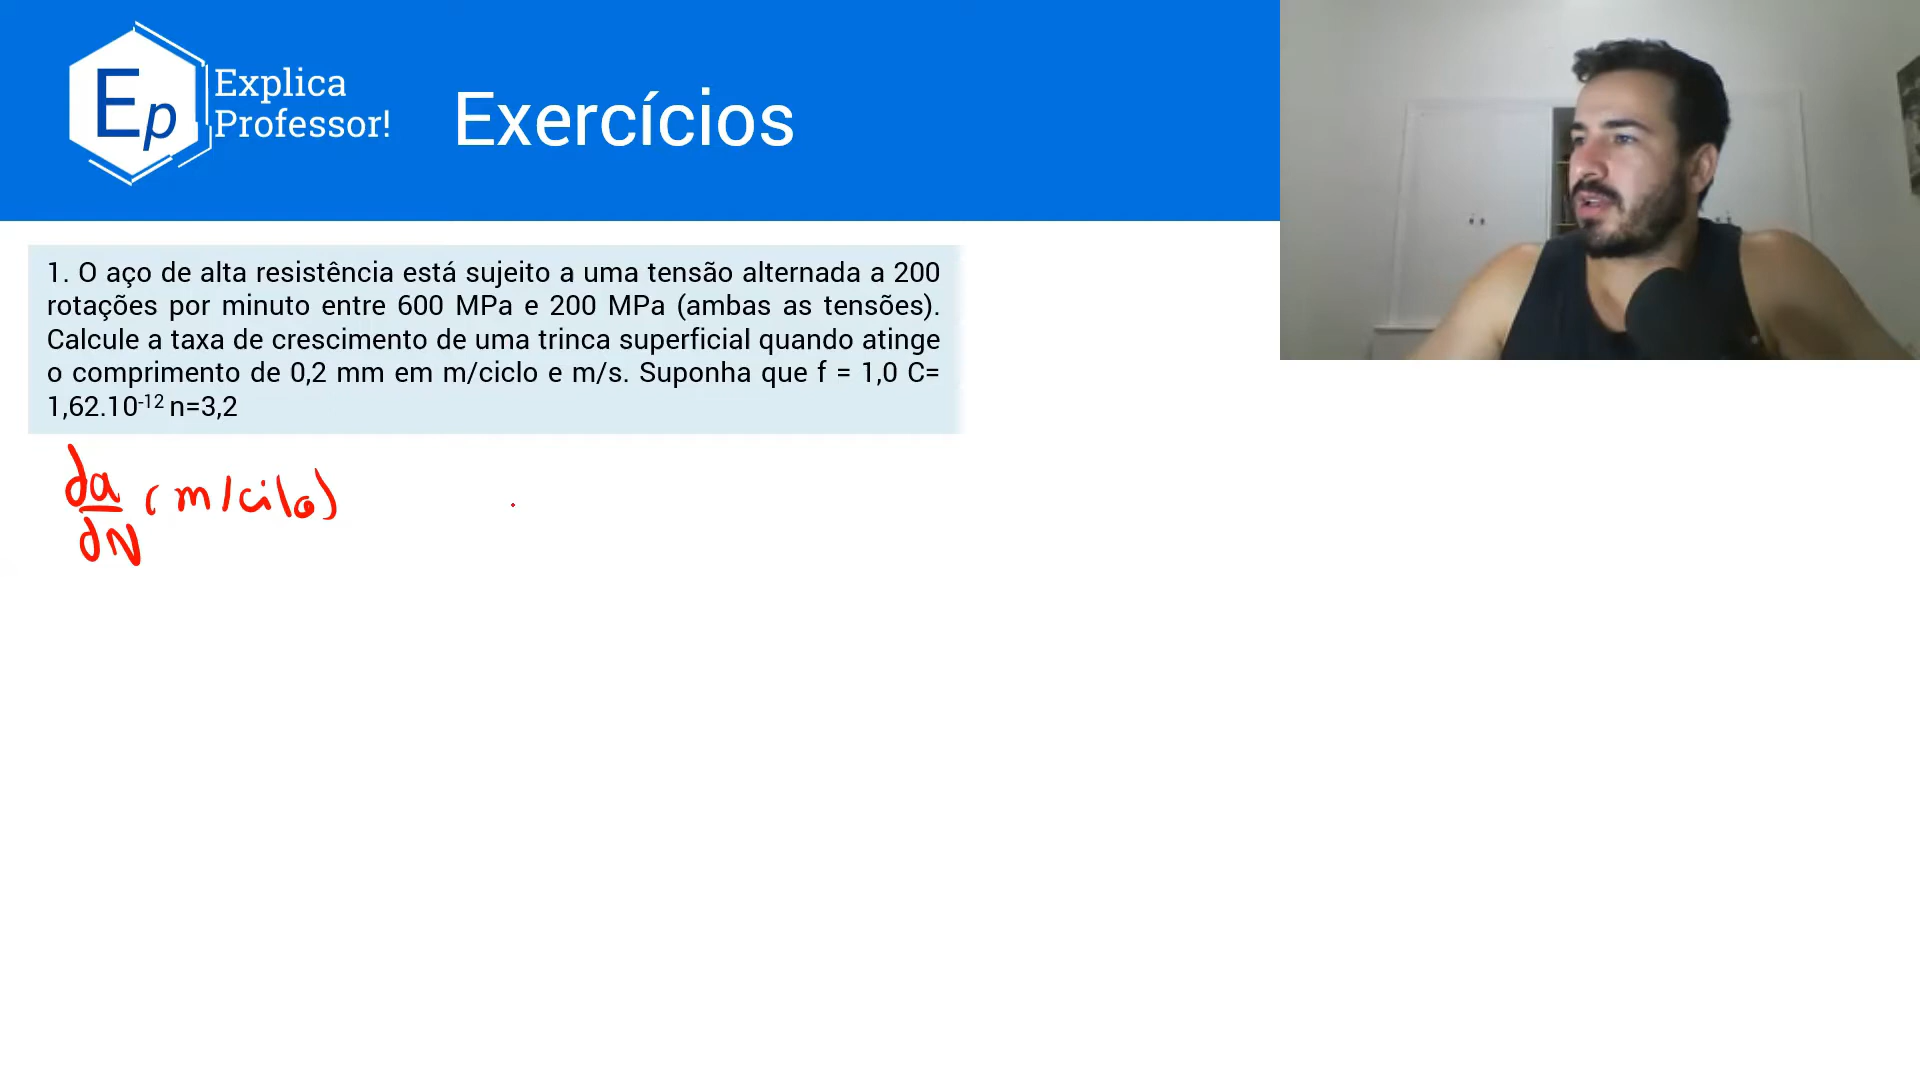 Ep
Explica
Professor!
Exercícios
1. O aço de alta resistência está sujeito a uma tensão alternada a 200
rotações por minuto entre 600 MPa e 200 MPa (ambas as tensões).
Calcule a taxa de crescimento de uma trinca superficial quando atinge
o comprimento de 0,2 mm em m/ciclo e m/s. Suponha que f = 1,0 C=
1,62.10⁻¹² n=3,2
da
dN
(m/ciclo)